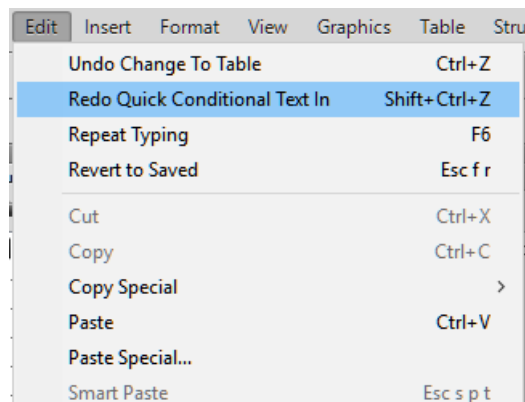 Edit Insert Format View Graphics Table Stru
Undo Change To Table Ctrl+Z
Redo Quick Conditional Text In Shift+Ctrl+Z
Repeat Typing F6
Revert to Saved Esc f r
Cut Ctrl+X
Copy Ctrl+C
Copy Special
Paste Ctrl+V
Paste Special...
Smart Paste Esc s p t